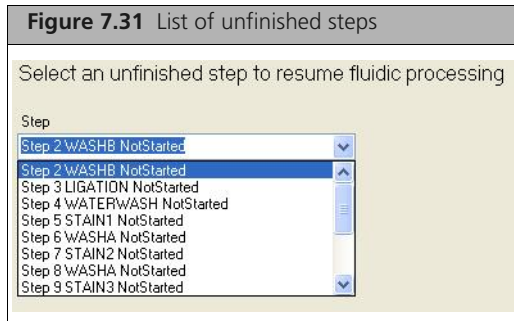 Figure 7.31 List of unfinished steps
Select an unfinished step to resume fluidic processing
Step
Step 2 WASHB NotStarted
Step 2 WASHB NotStarted
Step 3 LIGATION NotStarted
Step 4 WATERWASH NotStarted
Step 5 STAIN1 NotStarted
Step 6 WASHA NotStarted
Step 7 STAIN2 NotStarted
Step 8 WASHA NotStarted
Step 9 STAIN3 NotStarted